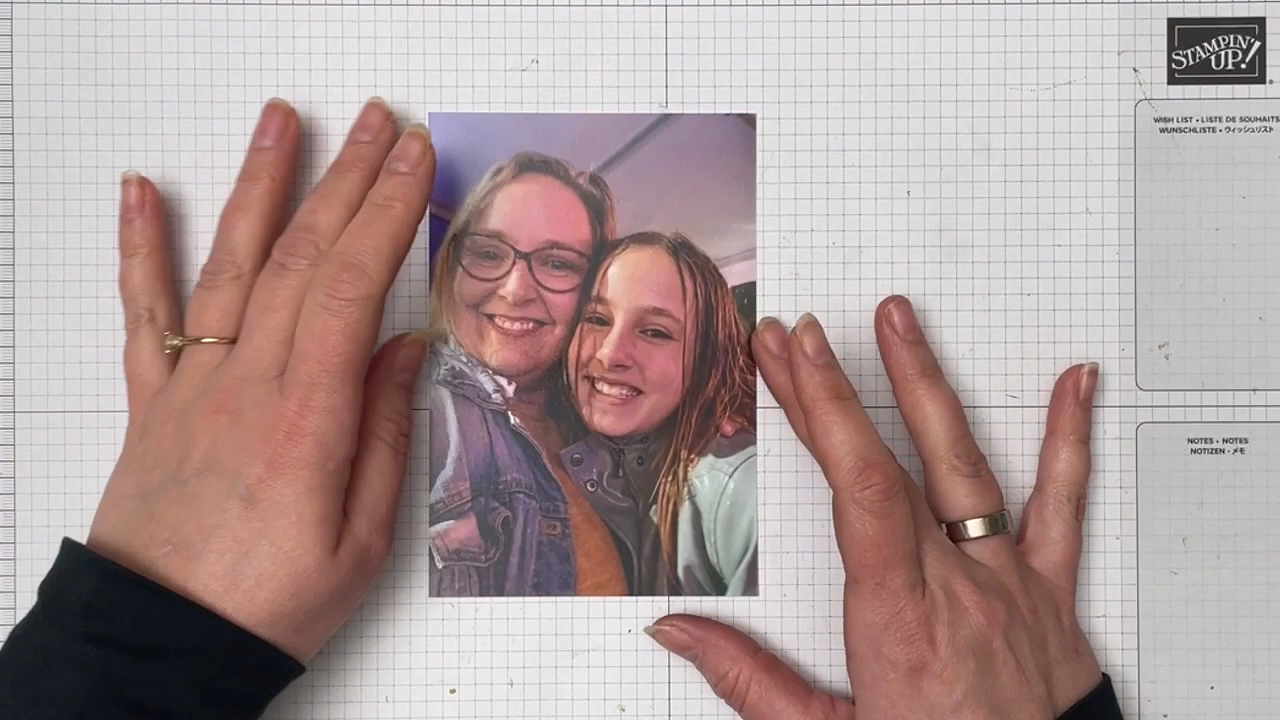 STAMPIN' UP!
WISH LIST • LISTE DE SOUHAITS
WUNSCHLISTE • ウィッシュリスト
NOTES • NOTES
NOTIZEN • メモ